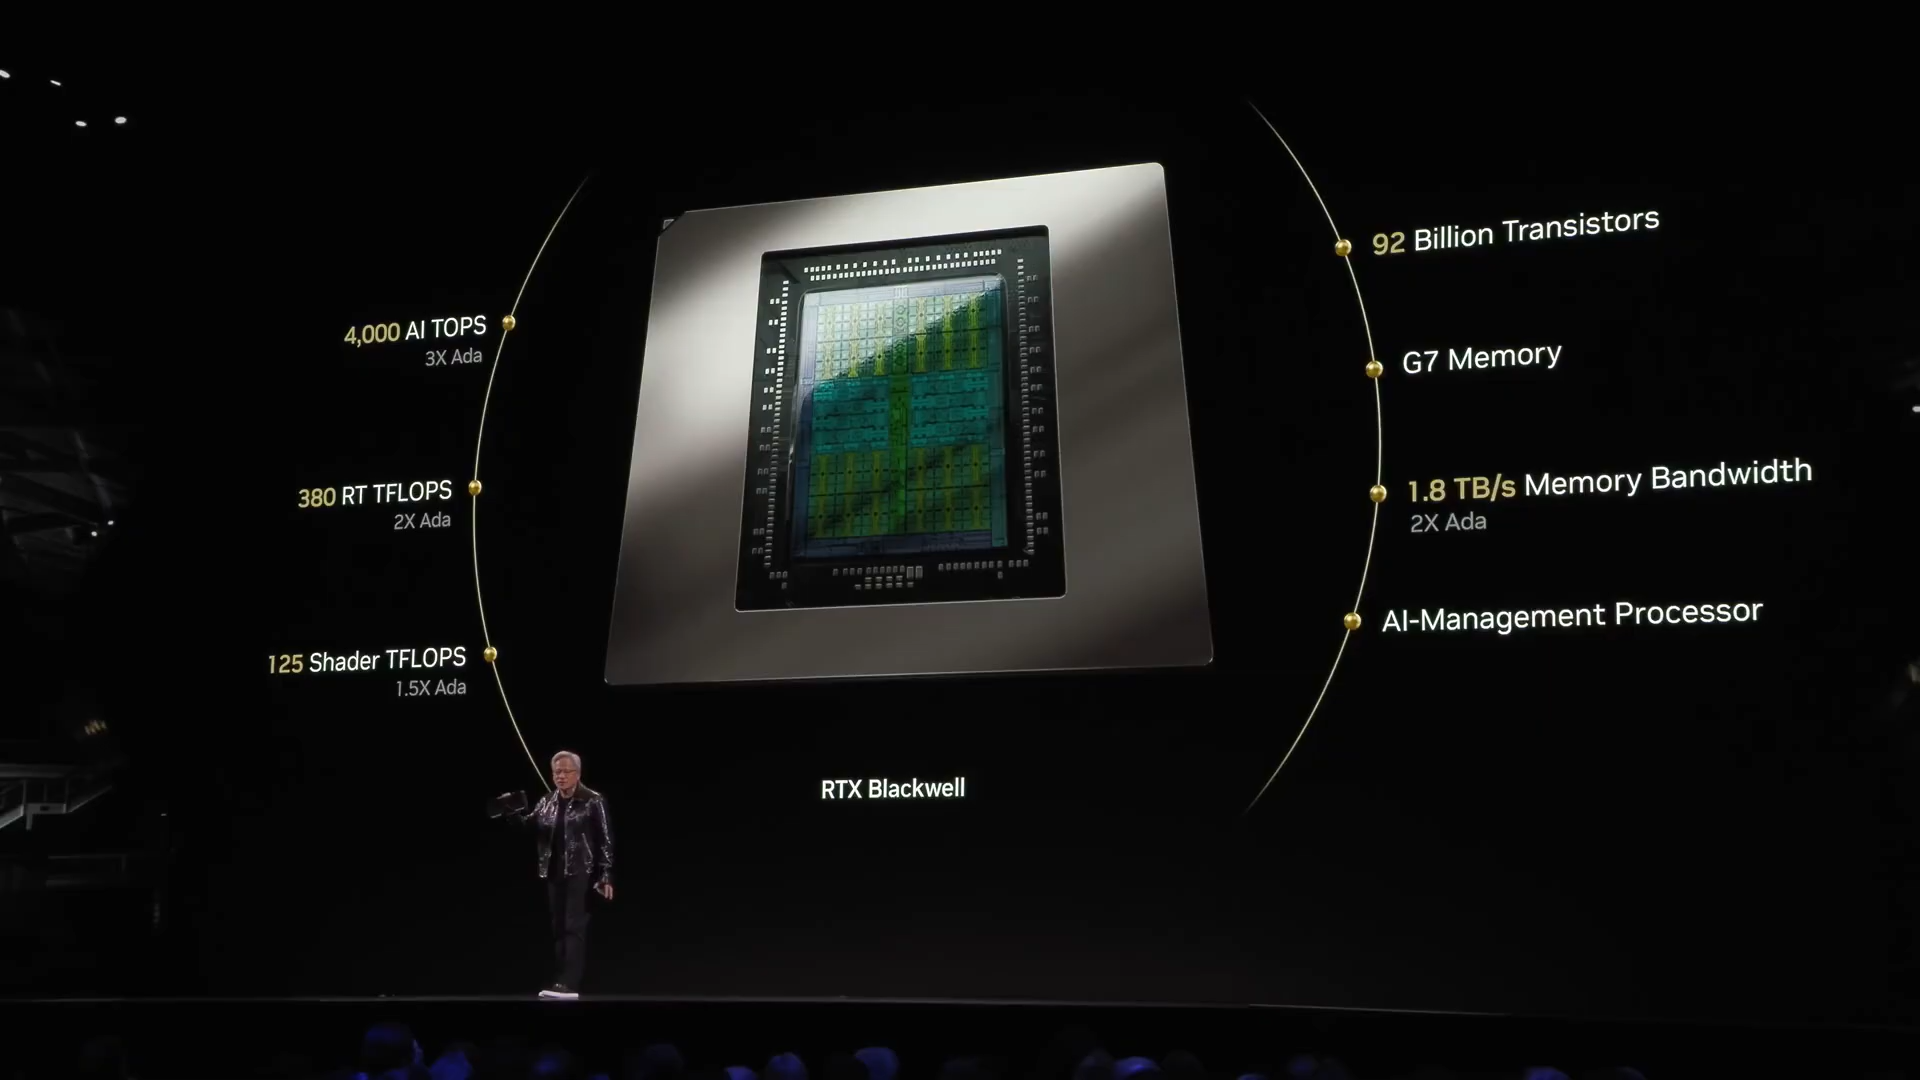 4,000 AI TOPS
3X Ada
380 RT TFLOPS
2X Ada
125 Shader TFLOPS
1.5X Ada
92 Billion Transistors
G7 Memory
1.8 TB/s Memory Bandwidth
2X Ada
AI-Management Processor
RTX Blackwell